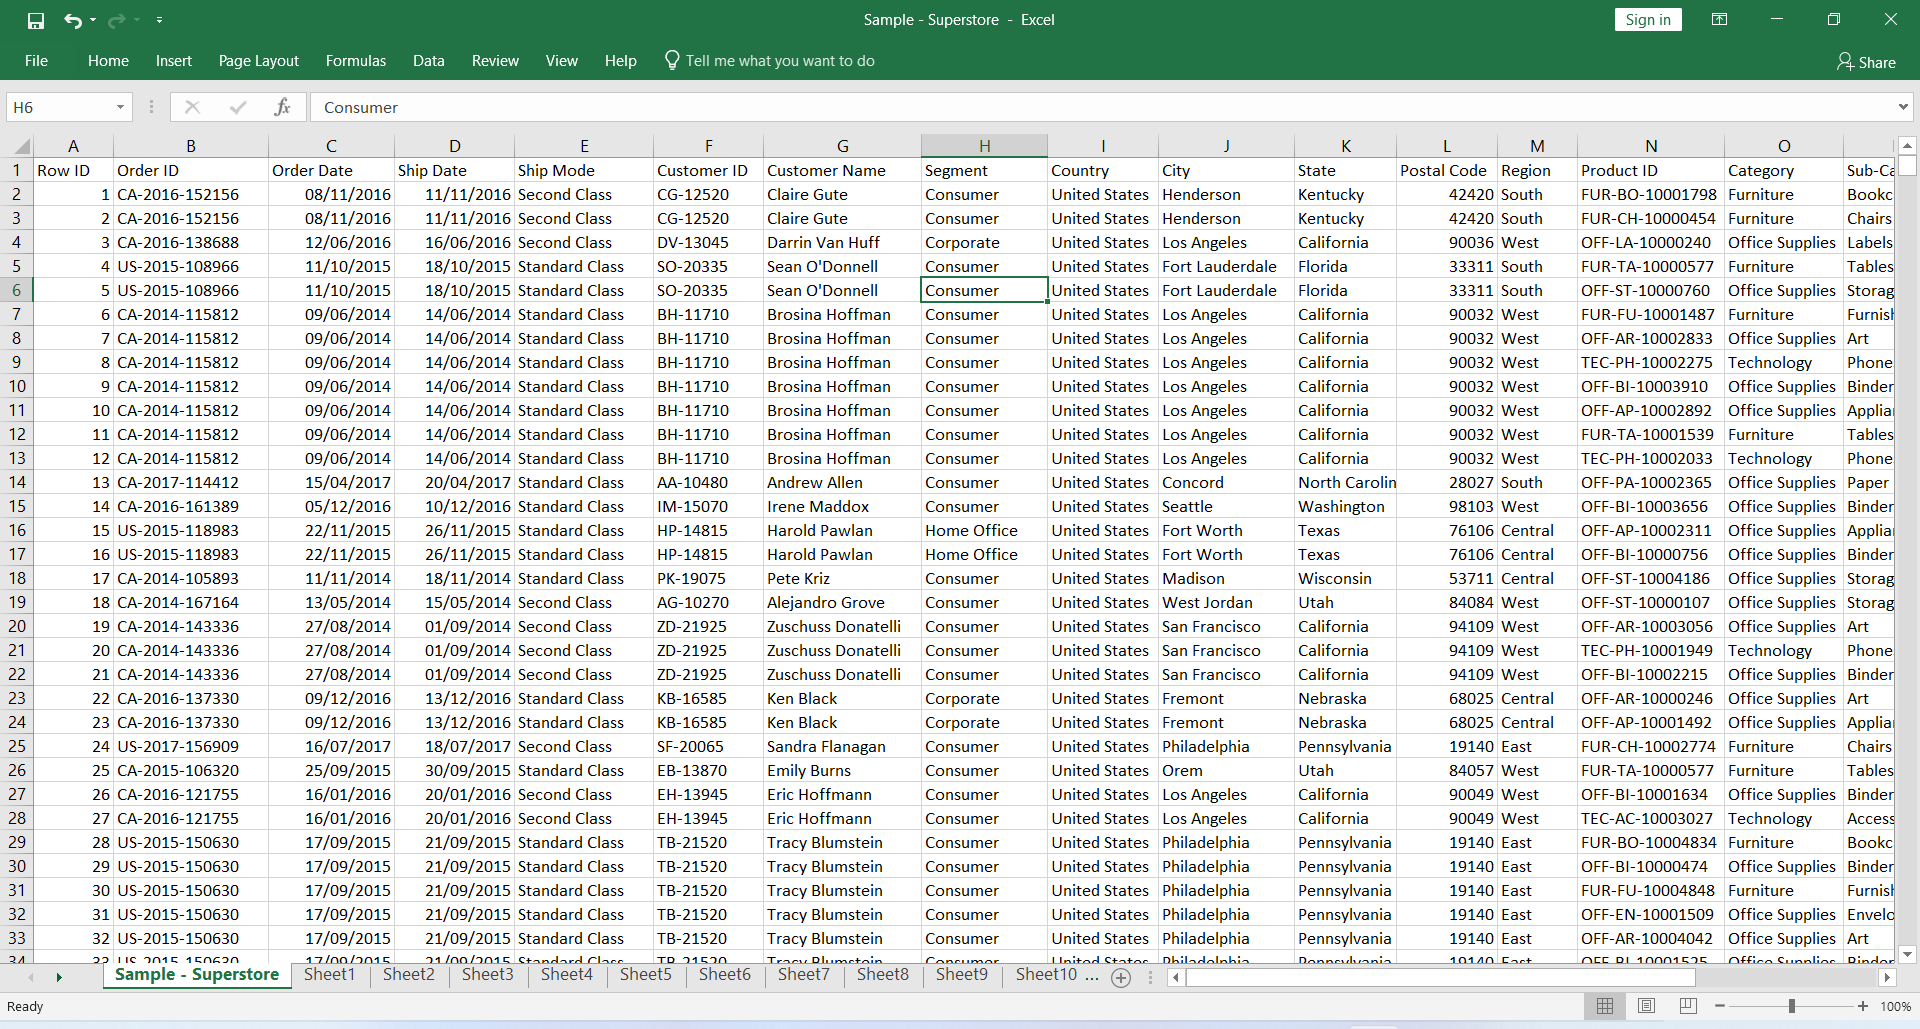 Sample - Superstore - Excel
Sign in
File Home Insert Page Layout Formulas Data Review View Help Tell me what you want to do
Share
H6 fx Consumer
A B C D E F G H I J K L M N O
1 Row ID Order ID Order Date Ship Date Ship Mode Customer ID Customer Name Segment Country City State Postal Code Region Product ID Category Sub-Ca
2 1 CA-2016-152156 08/11/2016 11/11/2016 Second Class CG-12520 Claire Gute Consumer United States Henderson Kentucky 42420 South FUR-BO-10001798 Furniture Bookc
3 2 CA-2016-152156 08/11/2016 11/11/2016 Second Class CG-12520 Claire Gute Consumer United States Henderson Kentucky 42420 South FUR-CH-10000454 Furniture Chairs
4 3 CA-2016-138688 12/06/2016 16/06/2016 Second Class DV-13045 Darrin Van Huff Corporate United States Los Angeles California 90036 West OFF-LA-10000240 Office Supplies Labels
5 4 US-2015-108966 11/10/2015 18/10/2015 Standard Class SO-20335 Sean O'Donnell Consumer United States Fort Lauderdale Florida 33311 South FUR-TA-10000577 Furniture Tables
6 5 US-2015-108966 11/10/2015 18/10/2015 Standard Class SO-20335 Sean O'Donnell Consumer United States Fort Lauderdale Florida 33311 South OFF-ST-10000760 Office Supplies Storag
7 6 CA-2014-115812 09/06/2014 14/06/2014 Standard Class BH-11710 Brosina Hoffman Consumer United States Los Angeles California 90032 West FUR-FU-10001487 Furniture Furnish
8 7 CA-2014-115812 09/06/2014 14/06/2014 Standard Class BH-11710 Brosina Hoffman Consumer United States Los Angeles California 90032 West OFF-AR-10002833 Office Supplies Art
9 8 CA-2014-115812 09/06/2014 14/06/2014 Standard Class BH-11710 Brosina Hoffman Consumer United States Los Angeles California 90032 West TEC-PH-10002275 Technology Phone
10 9 CA-2014-115812 09/06/2014 14/06/2014 Standard Class BH-11710 Brosina Hoffman Consumer United States Los Angeles California 90032 West OFF-BI-10003910 Office Supplies Binder
11 10 CA-2014-115812 09/06/2014 14/06/2014 Standard Class BH-11710 Brosina Hoffman Consumer United States Los Angeles California 90032 West OFF-AP-10002892 Office Supplies Applia
12 11 CA-2014-115812 09/06/2014 14/06/2014 Standard Class BH-11710 Brosina Hoffman Consumer United States Los Angeles California 90032 West FUR-TA-10001539 Furniture Tables
13 12 CA-2014-115812 09/06/2014 14/06/2014 Standard Class BH-11710 Brosina Hoffman Consumer United States Los Angeles California 90032 West TEC-PH-10002033 Technology Phone
14 13 CA-2017-114412 15/04/2017 20/04/2017 Standard Class AA-10480 Andrew Allen Consumer United States Concord North Carolin 28027 South OFF-PA-10002365 Office Supplies Paper
15 14 CA-2016-161389 05/12/2016 10/12/2016 Standard Class IM-15070 Irene Maddox Consumer United States Seattle Washington 98103 West OFF-BI-10003656 Office Supplies Binder
16 15 US-2015-118983 22/11/2015 26/11/2015 Standard Class HP-14815 Harold Pawlan Home Office United States Fort Worth Texas 76106 Central OFF-AP-10002311 Office Supplies Applia
17 16 US-2015-118983 22/11/2015 26/11/2015 Standard Class HP-14815 Harold Pawlan Home Office United States Fort Worth Texas 76106 Central OFF-BI-10000756 Office Supplies Binder
18 17 CA-2014-105893 11/11/2014 18/11/2014 Standard Class PK-19075 Pete Kriz Consumer United States Madison Wisconsin 53711 Central OFF-ST-10004186 Office Supplies Storag
19 18 CA-2014-167164 13/05/2014 15/05/2014 Second Class AG-10270 Alejandro Grove Consumer United States West Jordan Utah 84084 West OFF-ST-10000107 Office Supplies Storag
20 19 CA-2014-143336 27/08/2014 01/09/2014 Second Class ZD-21925 Zuschuss Donatelli Consumer United States San Francisco California 94109 West OFF-AR-10003056 Office Supplies Art
21 20 CA-2014-143336 27/08/2014 01/09/2014 Second Class ZD-21925 Zuschuss Donatelli Consumer United States San Francisco California 94109 West TEC-PH-10001949 Technology Phone
22 21 CA-2014-143336 27/08/2014 01/09/2014 Second Class ZD-21925 Zuschuss Donatelli Consumer United States San Francisco California 94109 West OFF-BI-10002215 Office Supplies Binder
23 22 CA-2016-137330 09/12/2016 13/12/2016 Standard Class KB-16585 Ken Black Corporate United States Fremont Nebraska 68025 Central OFF-AR-10000246 Office Supplies Art
24 23 CA-2016-137330 09/12/2016 13/12/2016 Standard Class KB-16585 Ken Black Corporate United States Fremont Nebraska 68025 Central OFF-AP-10001492 Office Supplies Applia
25 24 US-2017-156909 16/07/2017 18/07/2017 Second Class SF-20065 Sandra Flanagan Consumer United States Philadelphia Pennsylvania 19140 East FUR-CH-10002774 Furniture Chairs
26 25 CA-2015-106320 25/09/2015 30/09/2015 Standard Class EB-13870 Emily Burns Consumer United States Orem Utah 84057 West FUR-TA-10000577 Furniture Tables
27 26 CA-2016-121755 16/01/2016 20/01/2016 Second Class EH-13945 Eric Hoffmann Consumer United States Los Angeles California 90049 West OFF-BI-10001634 Office Supplies Binder
28 27 CA-2016-121755 16/01/2016 20/01/2016 Second Class EH-13945 Eric Hoffmann Consumer United States Los Angeles California 90049 West TEC-AC-10003027 Technology Access
29 28 US-2015-150630 17/09/2015 21/09/2015 Standard Class TB-21520 Tracy Blumstein Consumer United States Philadelphia Pennsylvania 19140 East FUR-BO-10004834 Furniture Bookc
30 29 US-2015-150630 17/09/2015 21/09/2015 Standard Class TB-21520 Tracy Blumstein Consumer United States Philadelphia Pennsylvania 19140 East OFF-BI-10000474 Office Supplies Binder
31 30 US-2015-150630 17/09/2015 21/09/2015 Standard Class TB-21520 Tracy Blumstein Consumer United States Philadelphia Pennsylvania 19140 East FUR-FU-10004848 Furniture Furnish
32 31 US-2015-150630 17/09/2015 21/09/2015 Standard Class TB-21520 Tracy Blumstein Consumer United States Philadelphia Pennsylvania 19140 East OFF-EN-10001509 Office Supplies Envelo
33 32 US-2015-150630 17/09/2015 21/09/2015 Standard Class TB-21520 Tracy Blumstein Consumer United States Philadelphia Pennsylvania 19140 East OFF-AR-10004042 Office Supplies Art
Sample - Superstore Sheet1 Sheet2 Sheet3 Sheet4 Sheet5 Sheet6 Sheet7 Sheet8 Sheet9 Sheet10 ...
Ready 100%